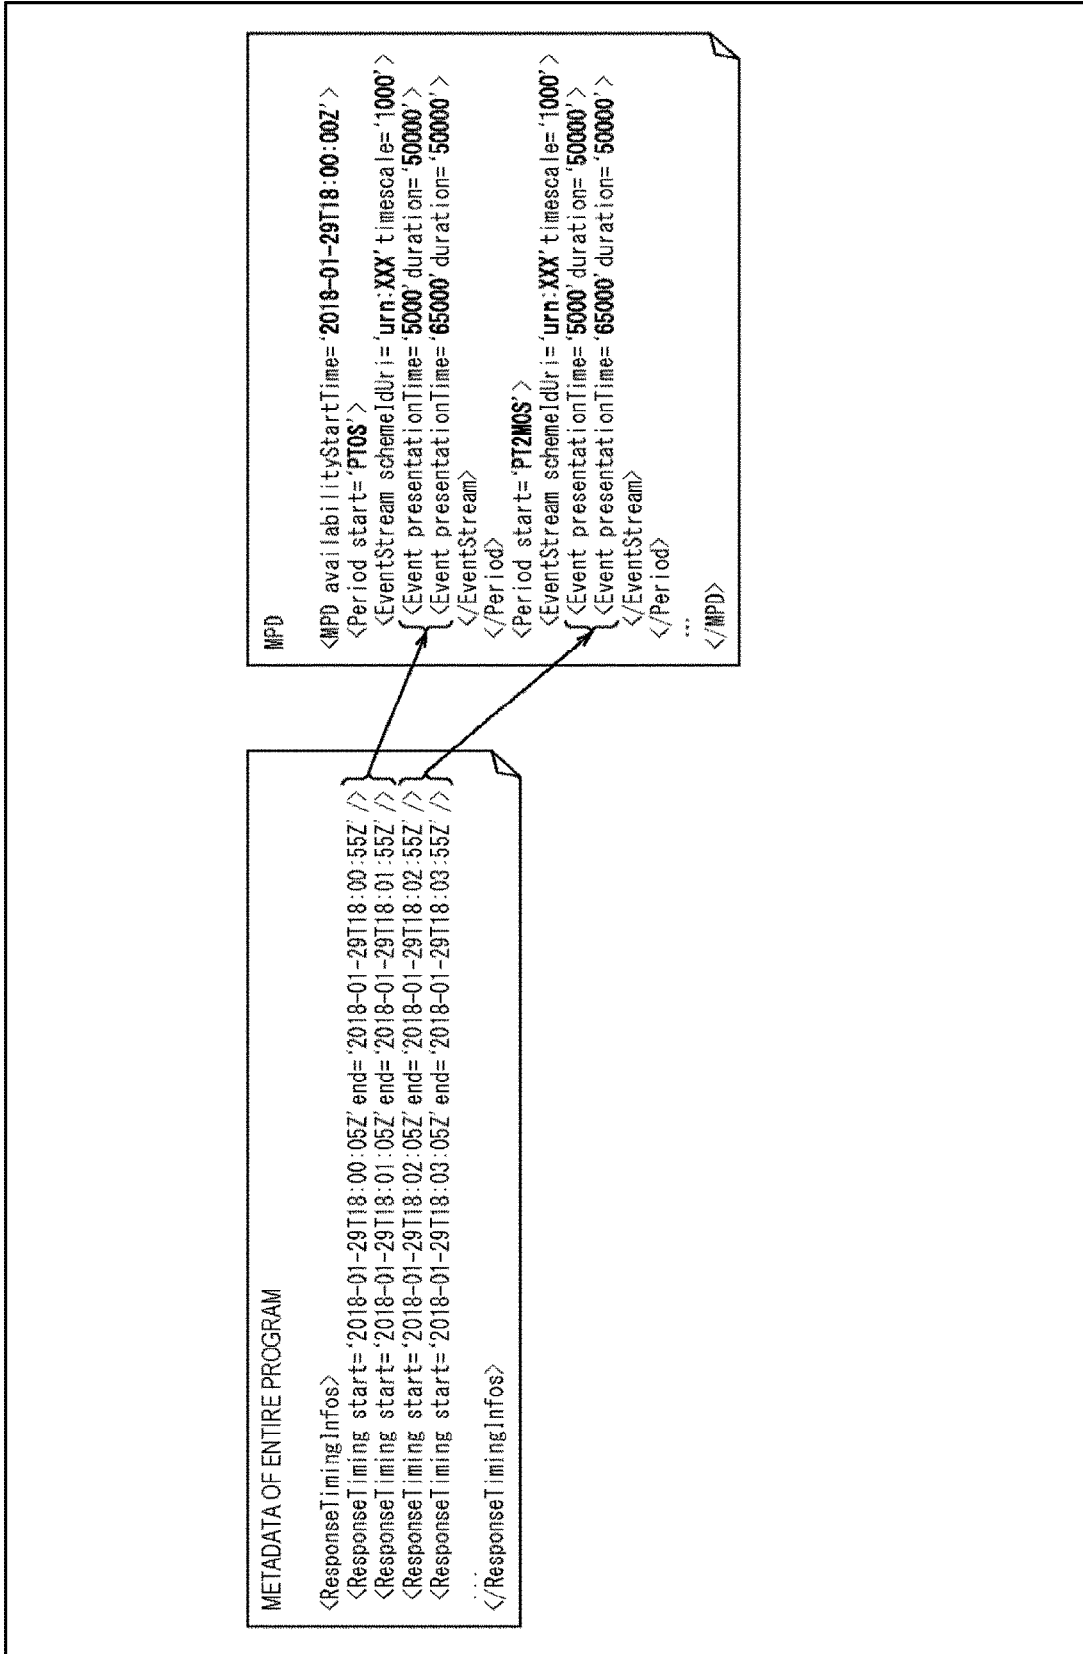 METADATA OF ENTIRE PROGRAM
<ResponseTimingInfos>
<ResponseTiming start='2018-01-29T18:00:05Z' end='2018-01-29T18:00:55Z' />
<ResponseTiming start='2018-01-29T18:01:05Z' end='2018-01-29T18:01:55Z' />
<ResponseTiming start='2018-01-29T18:02:05Z' end='2018-01-29T18:02:55Z' />
<ResponseTiming start='2018-01-29T18:03:05Z' end='2018-01-29T18:03:55Z' />
...
</ResponseTimingInfos>
MPD
<MPD availabilityStartTime='2018-01-29T18:00:00Z'>
<Period start='PT0S'>
<EventStream schemeIdUri='urn:XXX' timescale='1000'>
<Event presentationTime='5000' duration='50000'>
<Event presentationTime='65000' duration='50000'>
</EventStream>
</Period>
<Period start='PT2M0S'>
<EventStream schemeIdUri='urn:XXX' timescale='1000'>
<Event presentationTime='5000' duration='50000'>
<Event presentationTime='65000' duration='50000'>
</EventStream>
</Period>
...
</MPD>